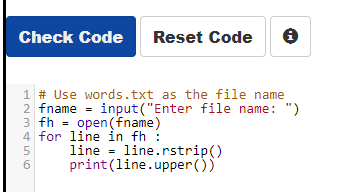 Check Code Reset Code i
1 # Use words.txt as the file name
2 fname = input("Enter file name: ")
3 fh = open(fname)
4 for line in fh :
5     line = line.rstrip()
6     print(line.upper())